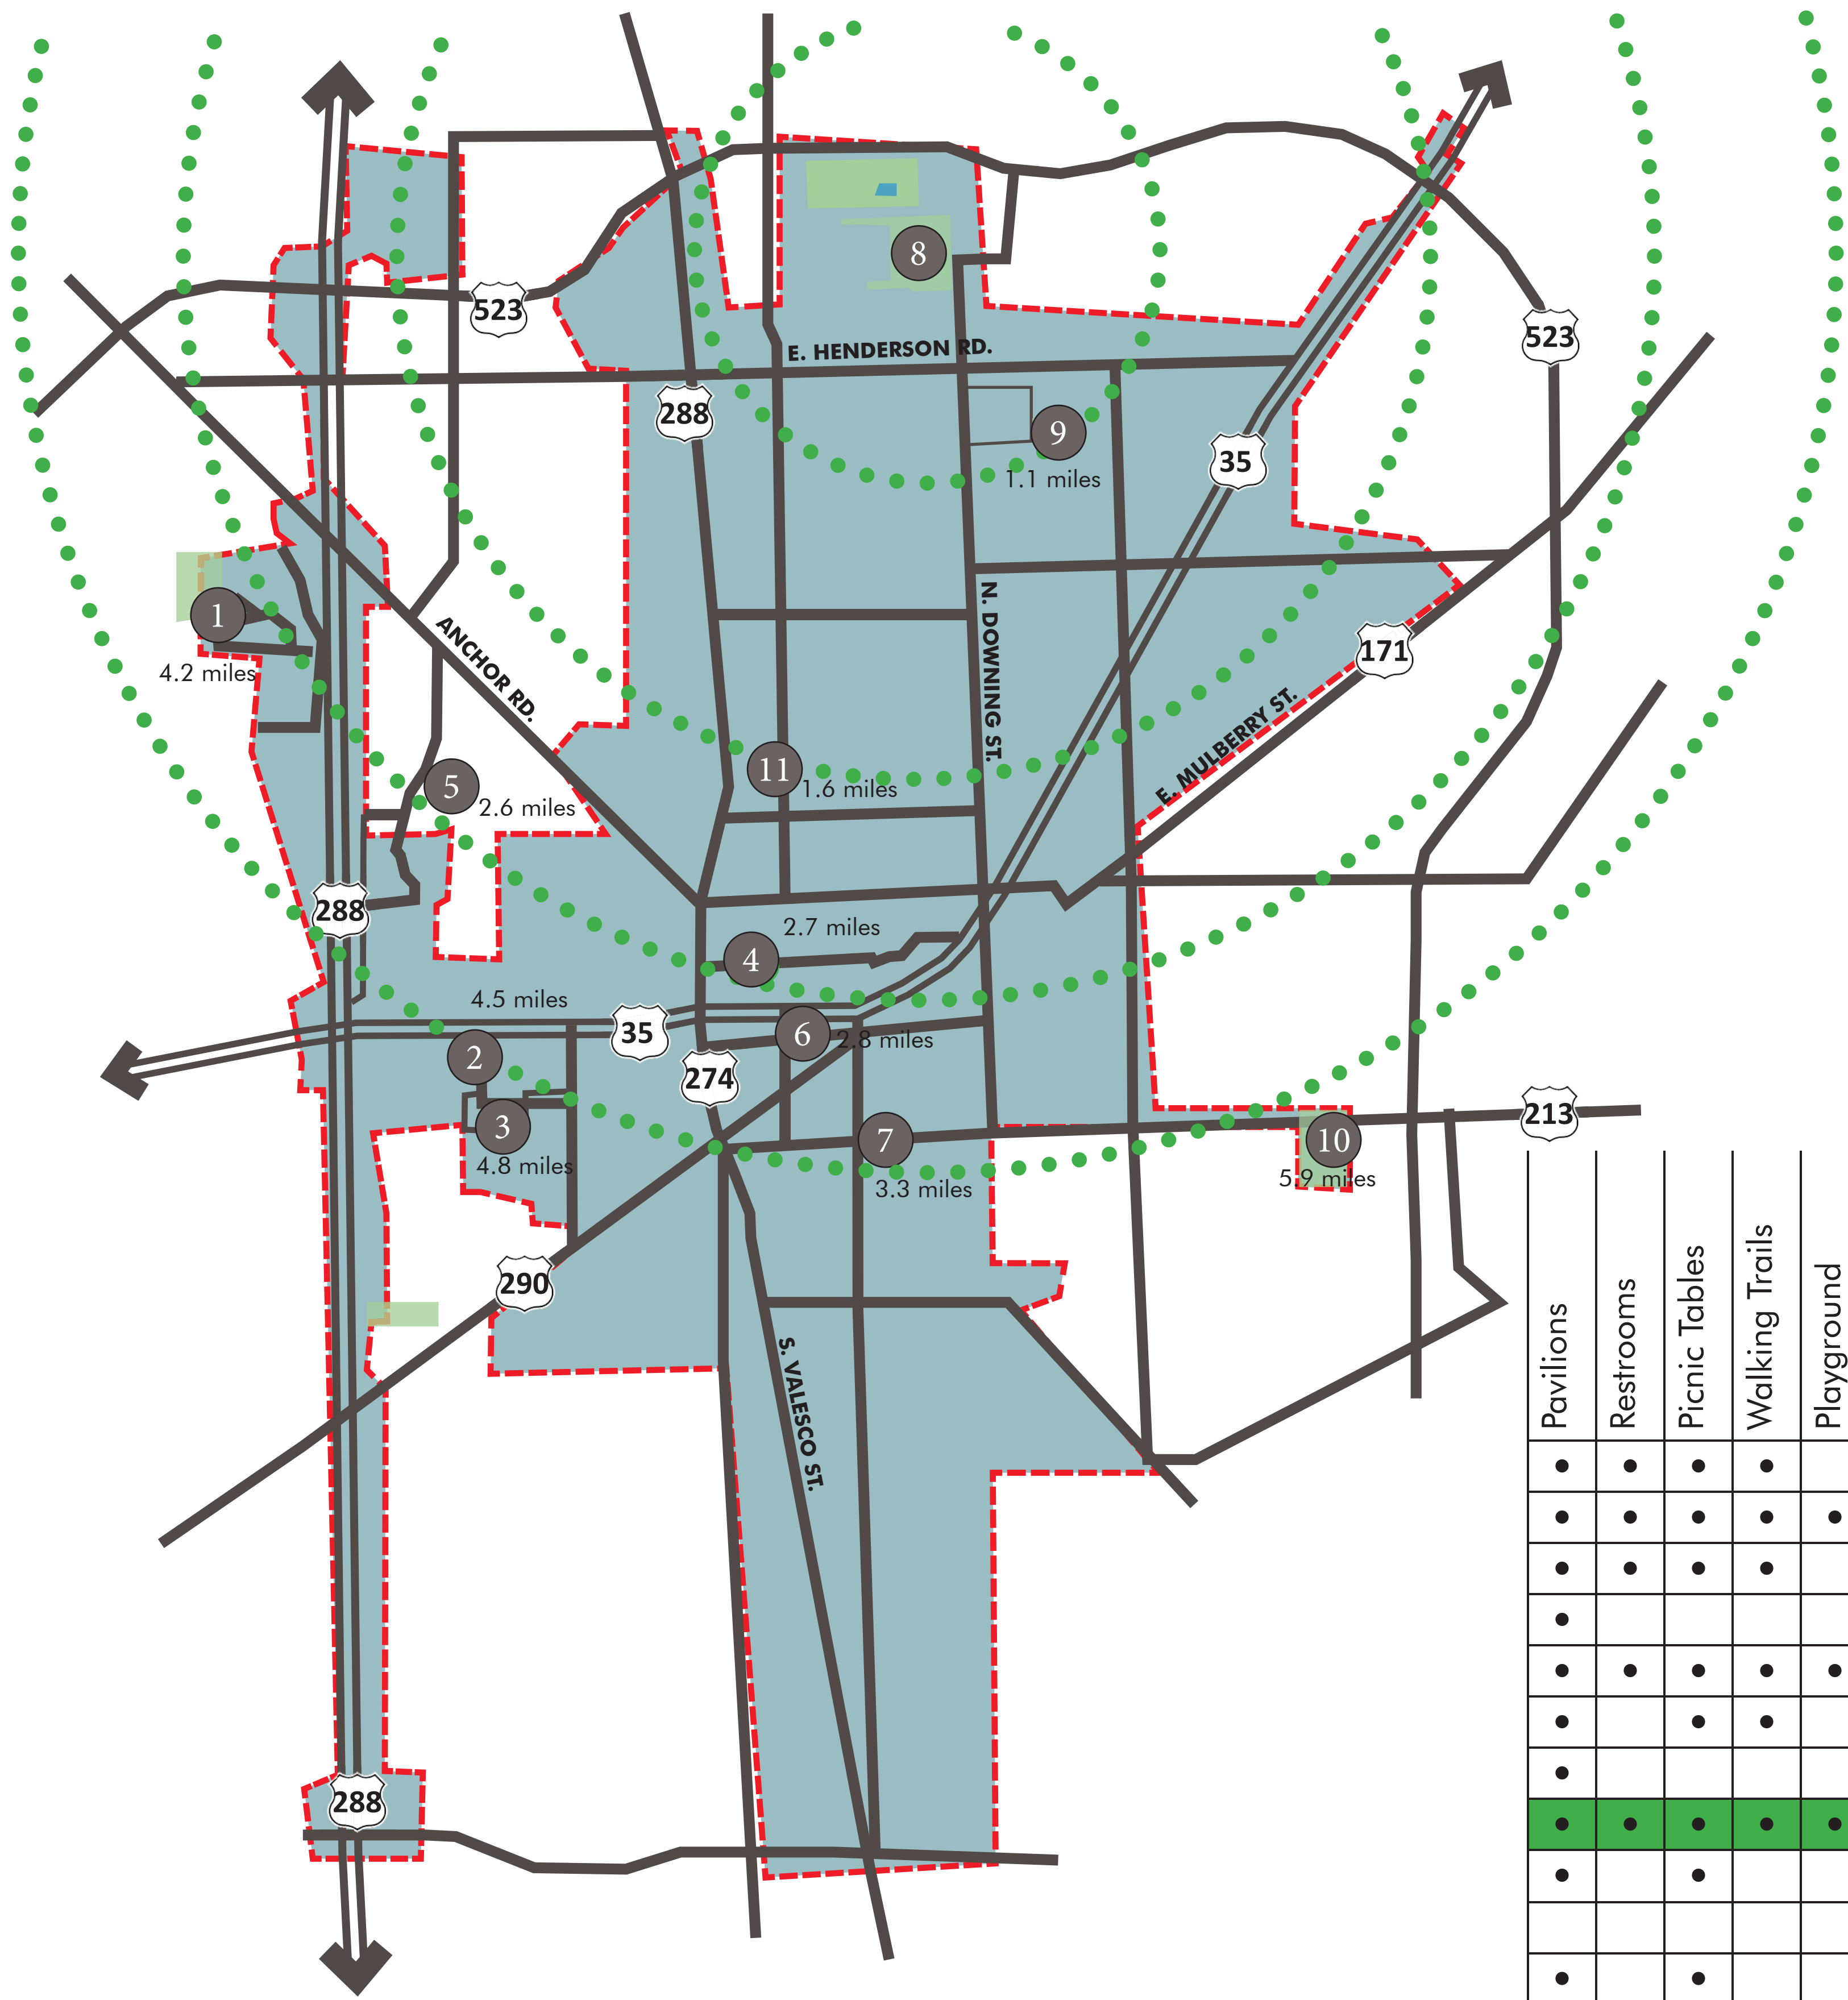 8
523
523
E. HENDERSON RD.
288
9
35
1.1 miles
1
N. DOWNING ST.
ANCHOR RD.
171
4.2 miles
E. MULBERRY ST.
11
5
1.6 miles
2.6 miles
288
2.7 miles
4
4.5 miles
35
6
2.8 miles
2
274
213
3
7
10
4.8 miles
3.3 miles
5.9 miles
290
S. VALESCO ST.
288
Pavilions
Restrooms
Picnic Tables
Walking Trails
Playground